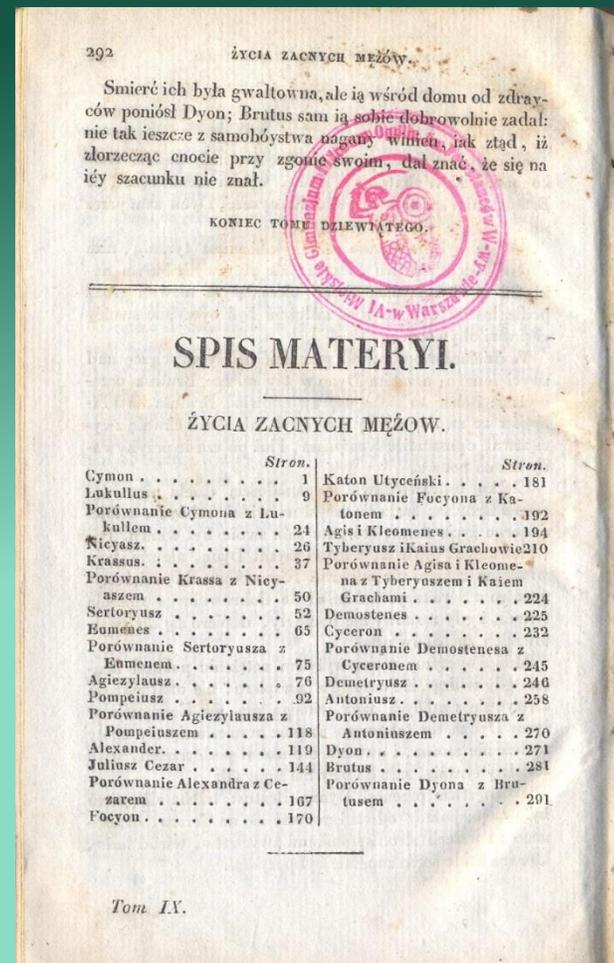 292
ŻYCIA ZACNYCH MĘŻÓW.
Smierć ich była gwałtowna, ale ią wśród domu od zdray-
ców poniósł Dyon; Brutus sam ią sobie dobrowolnie zadał:
nie tak ieszcze z samobóystwa nagany winien, iak ztąd, iż
złorzecząc cnocie przy zgonie swoim, dał znać, że się na
iéy szacunku nie znał.
KONIEC TOMU DZIEWIĄTEGO.
Miejskie Gimnazjum w Warszawie
SPIS MATERYI.
ŻYCIA ZACNYCH MĘŻOW.
Stron.
Cymon . . . . . . . . . 1
Lukullus . . . . . . . . 9
Porównanie Cymona z Lu-
kullem . . . . . . . . 24
Nicyasz. . . . . . . . . 26
Krassus. . . . . . . . . 37
Porównanie Krassa z Nicy-
aszem . . . . . . . . 50
Sertoryusz . . . . . . . 52
Eumenes . . . . . . . . 65
Porównanie Sertoryusza z
Eumenem . . . . . . . 75
Agiezylausz . . . . . . . 76
Pompeiusz . . . . . . . 92
Porównanie Agiezylausza z
Pompeiuszem . . . . . 118
Alexander. . . . . . . . 119
Juliusz Cezar . . . . . . 144
Porównanie Alexandra z Ce-
zarem . . . . . . . . 167
Focyon . . . . . . . . . 170
Stron.
Katon Utyceński . . . . . 181
Porównanie Focyona z Ka-
tonem . . . . . . . . 192
Agis i Kleomenes . . . . . 194
Tyberyusz i Kaius Grachowie 210
Porównanie Agisa i Kleome-
na z Tyberyuszem i Kaiem
Grachami . . . . . . . 224
Demostenes . . . . . . . 225
Cyceron . . . . . . . . 232
Porównanie Demostenesa z
Cyceronem . . . . . . 245
Demetryusz . . . . . . . 246
Antoniusz . . . . . . . . 258
Porównanie Demetryusza z
Antoniuszem . . . . 270
Dyon . . . . . . . . . . 271
Brutus . . . . . . . . . 281
Porównanie Dyona z Bru-
tusem . . . . . . . . 291
Tom IX.